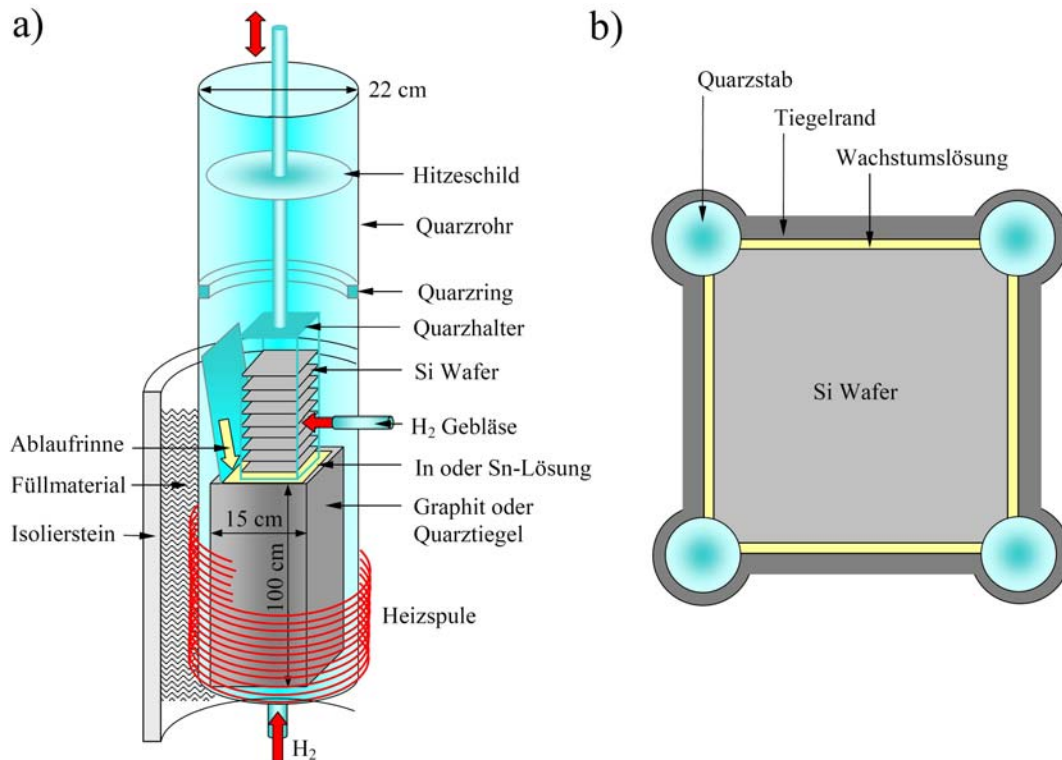 a)
22 cm
Hitzeschild
Quarzrohr
Quarzring
Quarzhalter
Si Wafer
H₂ Gebläse
Ablaufrinne
In oder Sn-Lösung
Füllmaterial
Graphit oder
Quarztiegel
Isolierstein
15 cm
100 cm
Heizspule
H₂
b)
Quarzstab
Tiegelrand
Wachstumslösung
Si Wafer